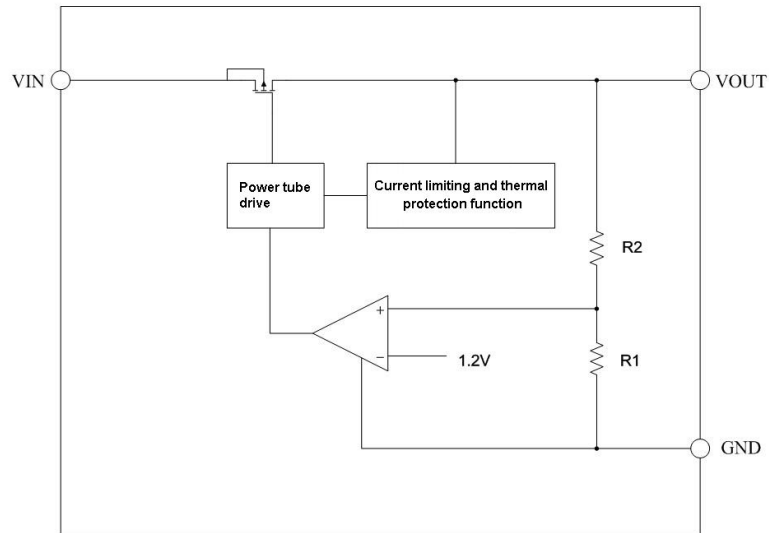 VIN
VOUT
Power tube
drive
Current limiting and thermal
protection function
R2
+
−
1.2V
R1
GND